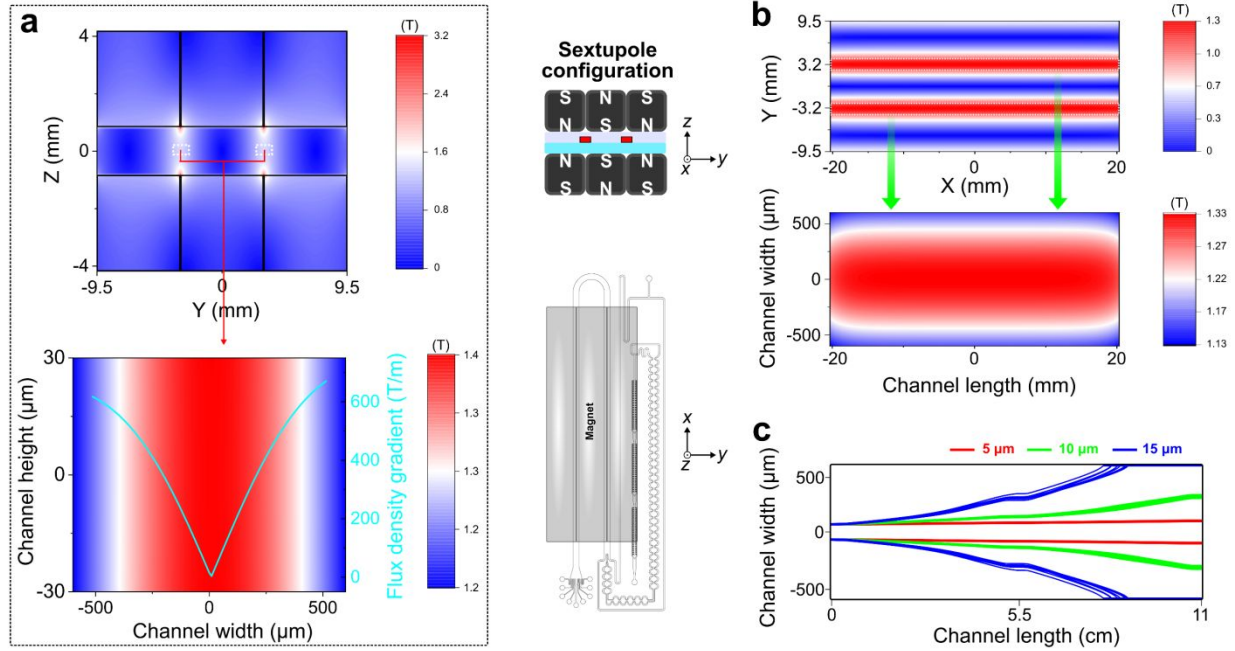 a
(T)
4
0
-4
Z (mm)
-9.5
0
9.5
Y (mm)
3.2
2.4
1.6
0.8
0
30
0
-30
Channel height (µm)
-500
0
500
Channel width (µm)
600
400
200
0
Flux density gradient (T/m)
(T)
1.4
1.3
1.3
1.2
1.2
Sextupole
configuration
S N S
N S N
N S N
S N S
z
x
y
Magnet
x
z
y
b
9.5
3.2
-3.2
-9.5
Y (mm)
-20
0
20
X (mm)
(T)
1.3
1.0
0.7
0.3
0
500
0
-500
Channel width (µm)
-20
0
20
Channel length (mm)
(T)
1.33
1.27
1.22
1.18
1.13
c
5 µm
10 µm
15 µm
500
0
-500
Channel width (µm)
0
5.5
11
Channel length (cm)